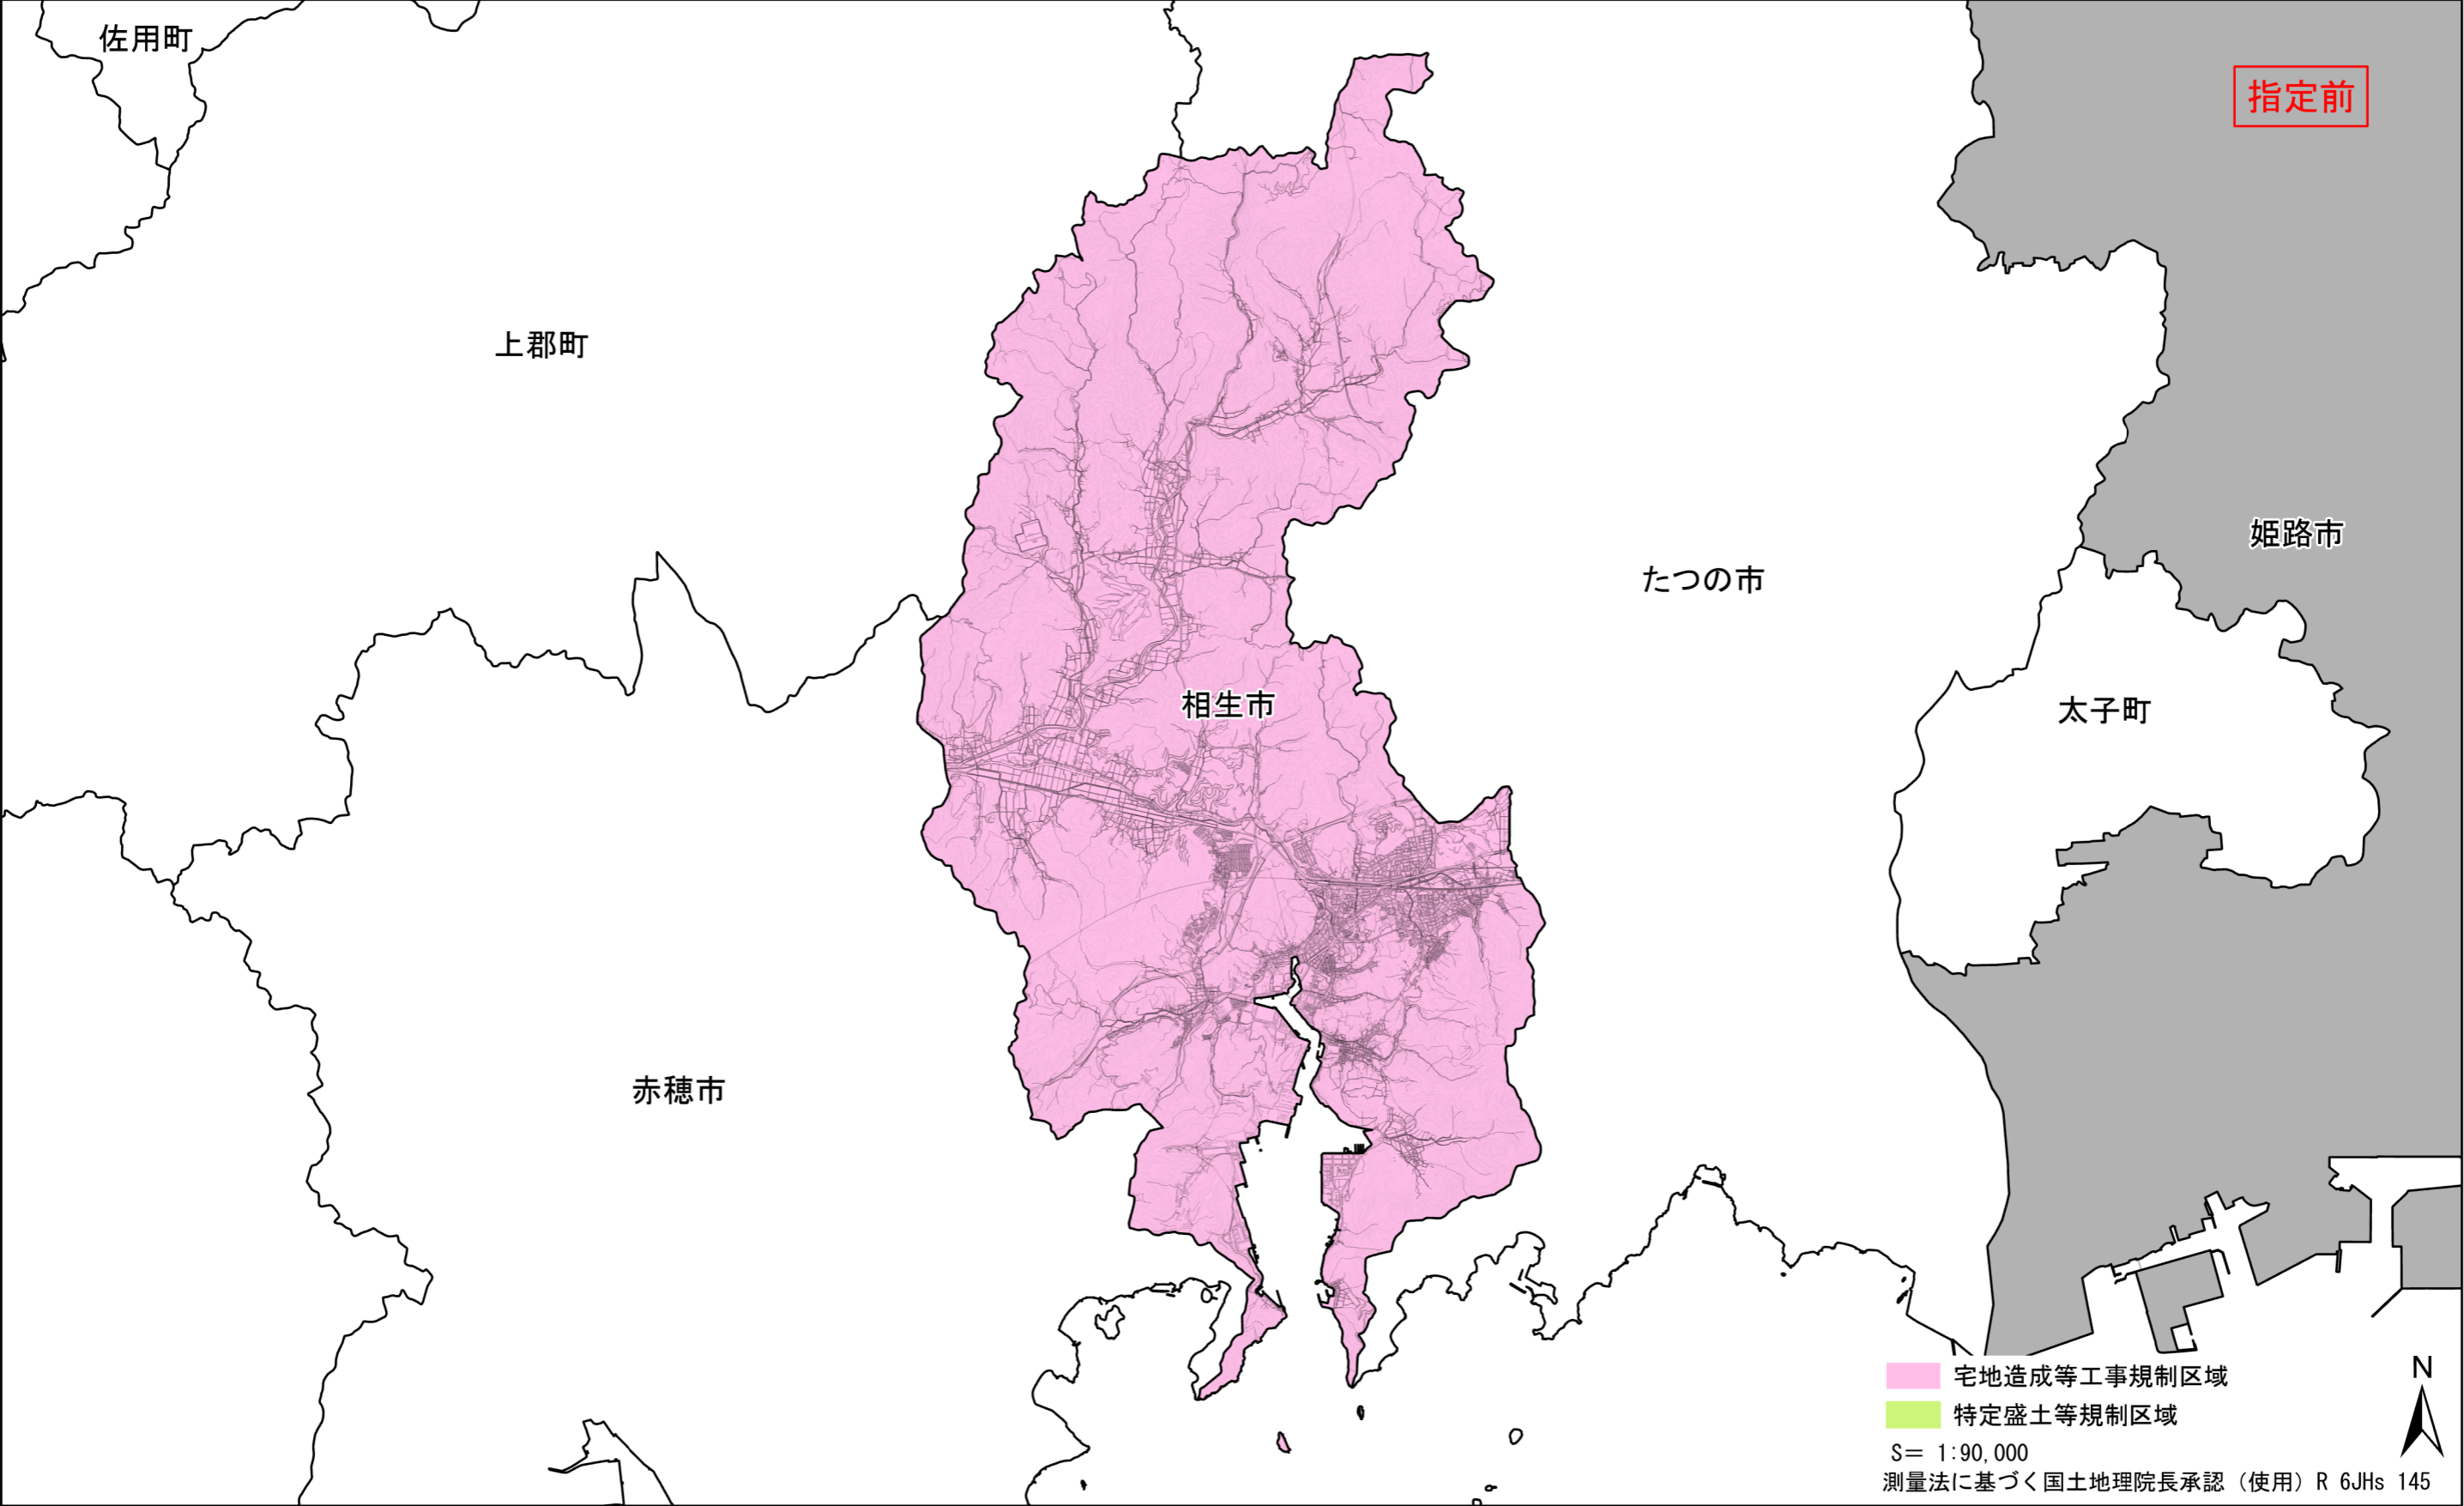 佐用町
指定前
上郡町
姫路市
たつの市
相生市
太子町
赤穂市
宅地造成等工事規制区域
特定盛土等規制区域
S= 1:90,000
測量法に基づく国土地理院長承認（使用）R 6JHs 145
N